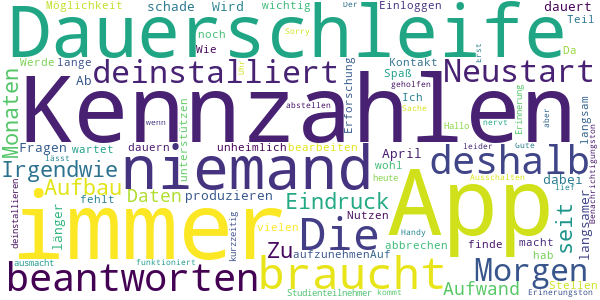 Möglichkeit schade Wird wichtig Einloggen Der dauert
Dauerschleife
noch Sorry Teil
Wie Erst Da
Werde lange deinstalliert Kontakt Neustart
Ab Uhr Spaß
Monaten Kennzahlen geholfen
unterstützen abstellen Erforschung Ich Erinnerung
Sache Hallo aber langsam
wenn nervt
Fragen dauern unheimlich bearbeiten April leider Gute
wartet niemand wohl deshalb
Irgendwie lässt heute Ausschalten dabei
Aufbau Daten produzieren App lief
fehlt Eindruck Nutzen hab
deinstallieren länger immer vielen Die Handy finde macht seit langsamer Benachrichtigungston
kurzzeitig Zu aufzunehmenAuf abbrechen
ausmacht funktioniert braucht Morgen
beantworten Aufwand Stellen
Studienteilnehmer kommt Erinnerungston